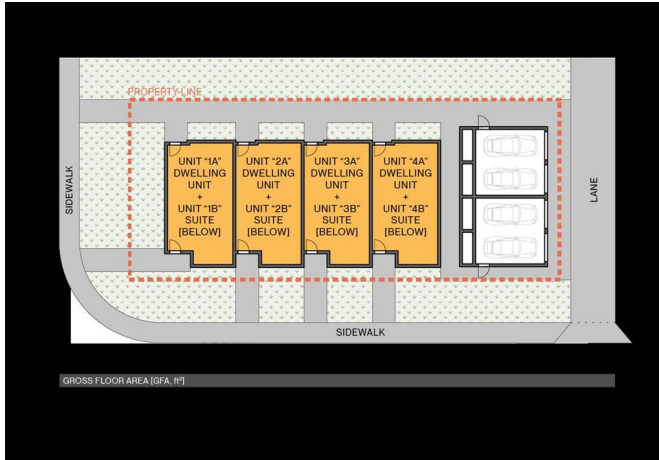 PROPERTY LINE
UNIT "1A"
DWELLING
UNIT
+
UNIT "1B"
SUITE
[BELOW]
UNIT "2A"
DWELLING
UNIT
+
UNIT "2B"
SUITE
[BELOW]
UNIT "3A"
DWELLING
UNIT
+
UNIT "3B"
SUITE
[BELOW]
UNIT "4A"
DWELLING
UNIT
+
UNIT "4B"
SUITE
[BELOW]
SIDEWALK
LANE
SIDEWALK
GROSS FLOOR AREA [GFA, ft²]